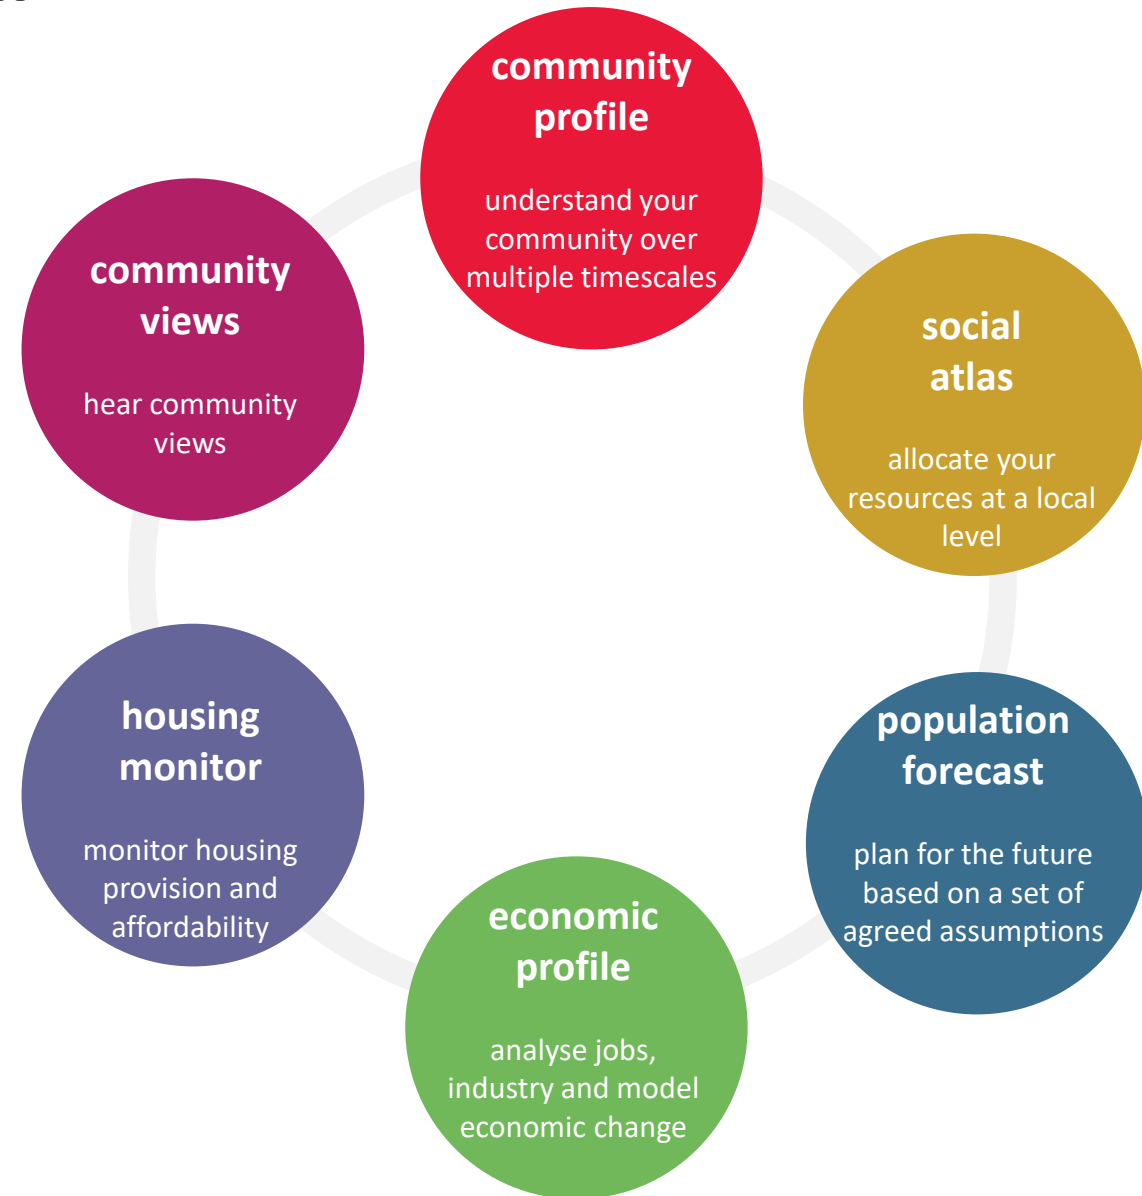 community
profile
understand your
community over
multiple timescales
social
atlas
allocate your
resources at a local
level
population
forecast
plan for the future
based on a set of
agreed assumptions
economic
profile
analyse jobs,
industry and model
economic change
housing
monitor
monitor housing
provision and
affordability
community
views
hear community
views